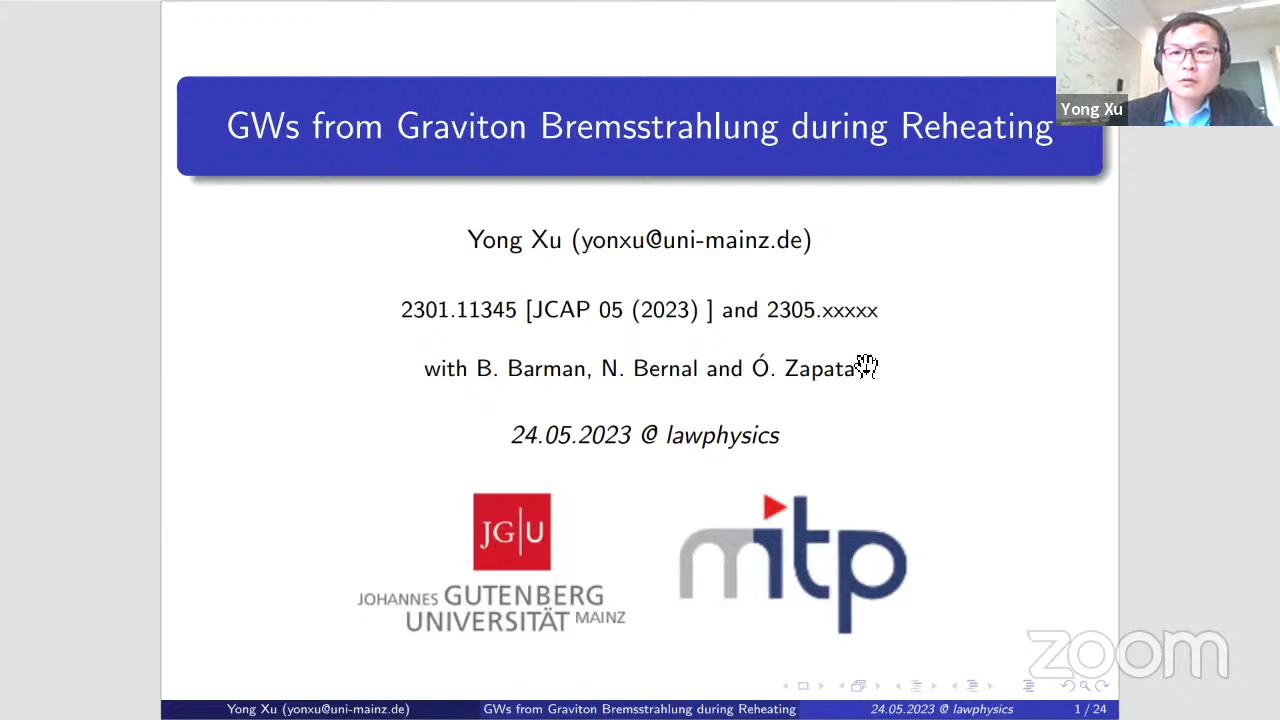 GWs from Graviton Bremsstrahlung during Reheating
Yong Xu
Yong Xu (yonxu@uni-mainz.de)
2301.11345 [JCAP 05 (2023) ] and 2305.xxxxx
with B. Barman, N. Bernal and Ó. Zapata
24.05.2023 @ lawphysics
JG|U
JOHANNES GUTENBERG
UNIVERSITÄT MAINZ
mitp
zoom
Yong Xu (yonxu@uni-mainz.de) GWs from Graviton Bremsstrahlung during Reheating 24.05.2023 @ lawphysics 1 / 24